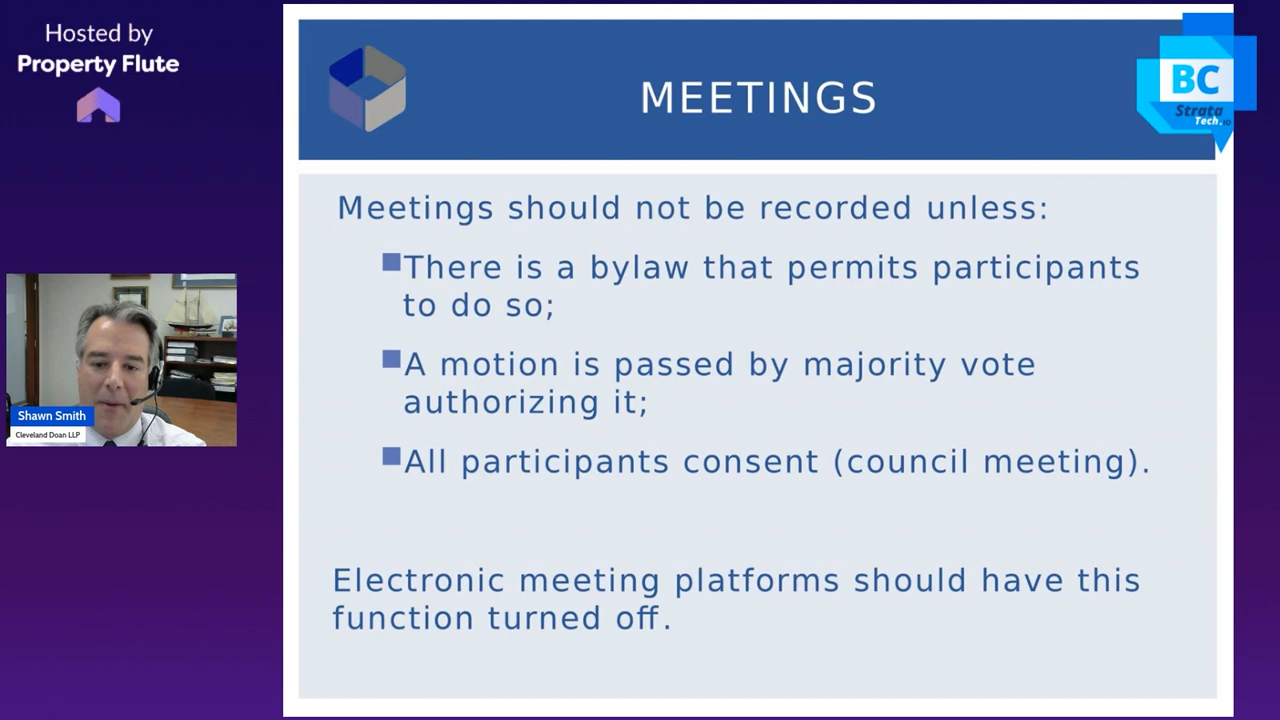 Hosted by
Property Flute
BC
Strata
Tech.io
MEETINGS
Meetings should not be recorded unless:
There is a bylaw that permits participants
to do so;
A motion is passed by majority vote
authorizing it;
All participants consent (council meeting).
Electronic meeting platforms should have this
function turned off.
Shawn Smith
Cleveland Doan LLP